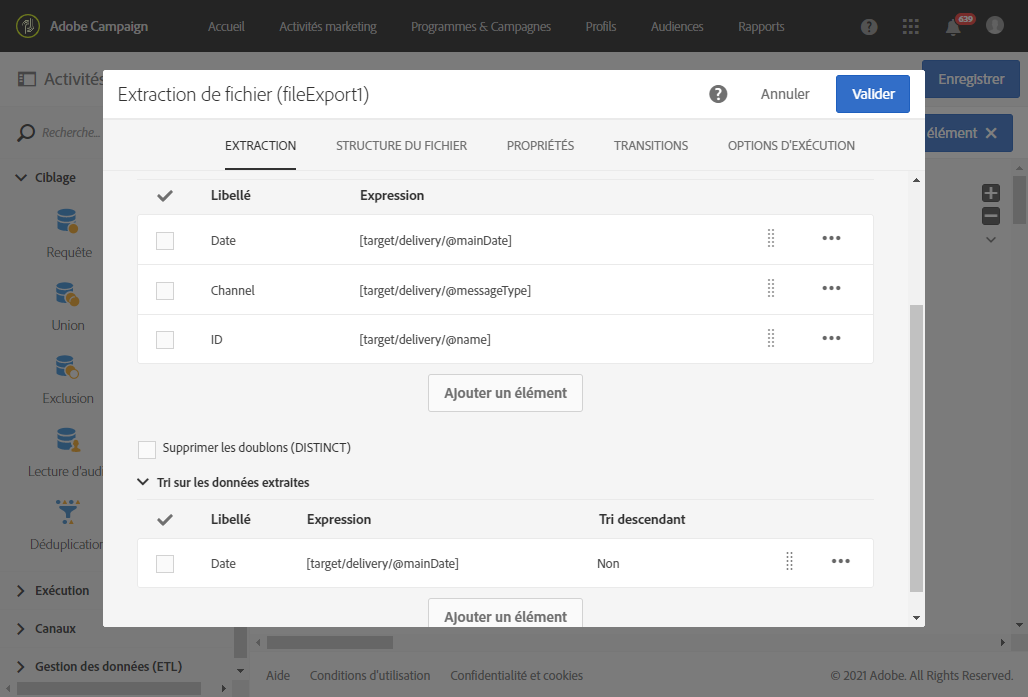 Adobe Campaign Accueil Activités marketing Programmes & Campagnes Profils Audiences Rapports ? 639
Activités Enregistrer
Extraction de fichier (fileExport1) ? Annuler Valider
Recherche... élément ✕
EXTRACTION STRUCTURE DU FICHIER PROPRIÉTÉS TRANSITIONS OPTIONS D'EXÉCUTION
Ciblage
Libellé Expression
Date [target/delivery/@mainDate]
Requête
Channel [target/delivery/@messageType]
Union
ID [target/delivery/@name]
Ajouter un élément
Exclusion
Supprimer les doublons (DISTINCT)
Lecture d'aud
Tri sur les données extraites
Libellé Expression Tri descendant
Déduplication
Date [target/delivery/@mainDate] Non
Exécution
Ajouter un élément
Canaux
Gestion des données (ETL)
Aide Conditions d'utilisation Confidentialité et cookies © 2021 Adobe. All Rights Reserved.